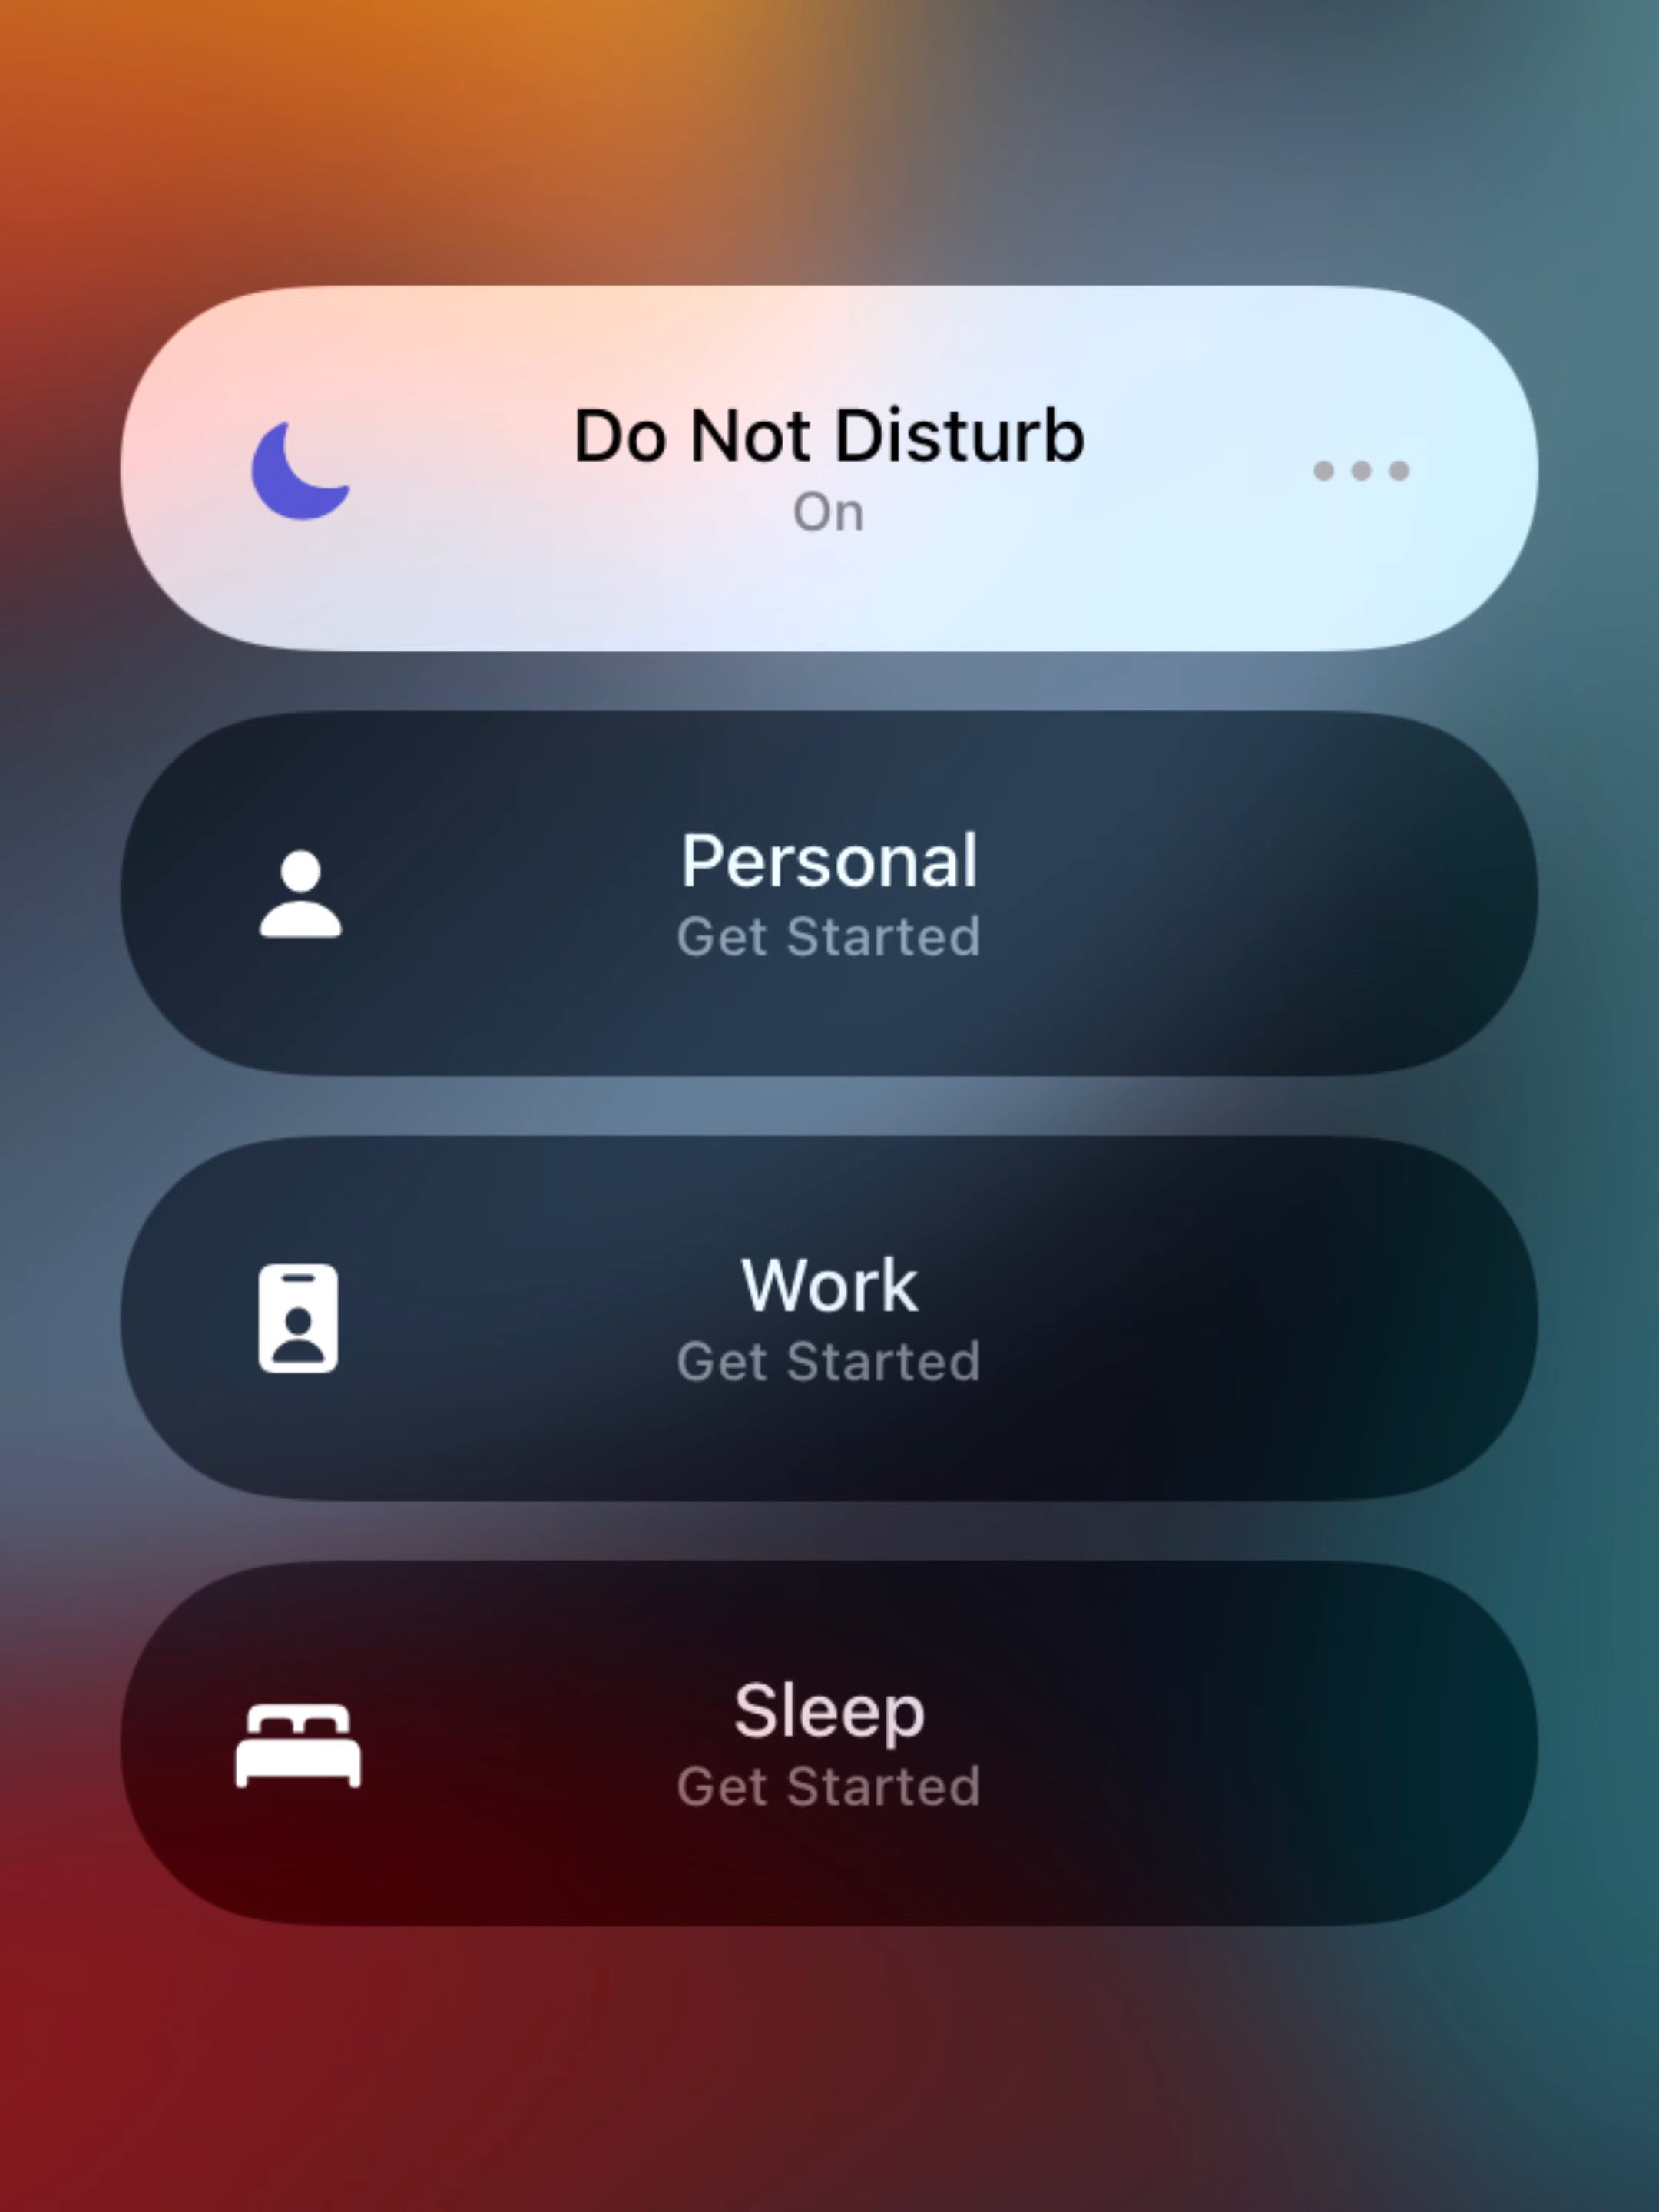 Do Not Disturb
On
Personal
Get Started
Work
Get Started
Sleep
Get Started